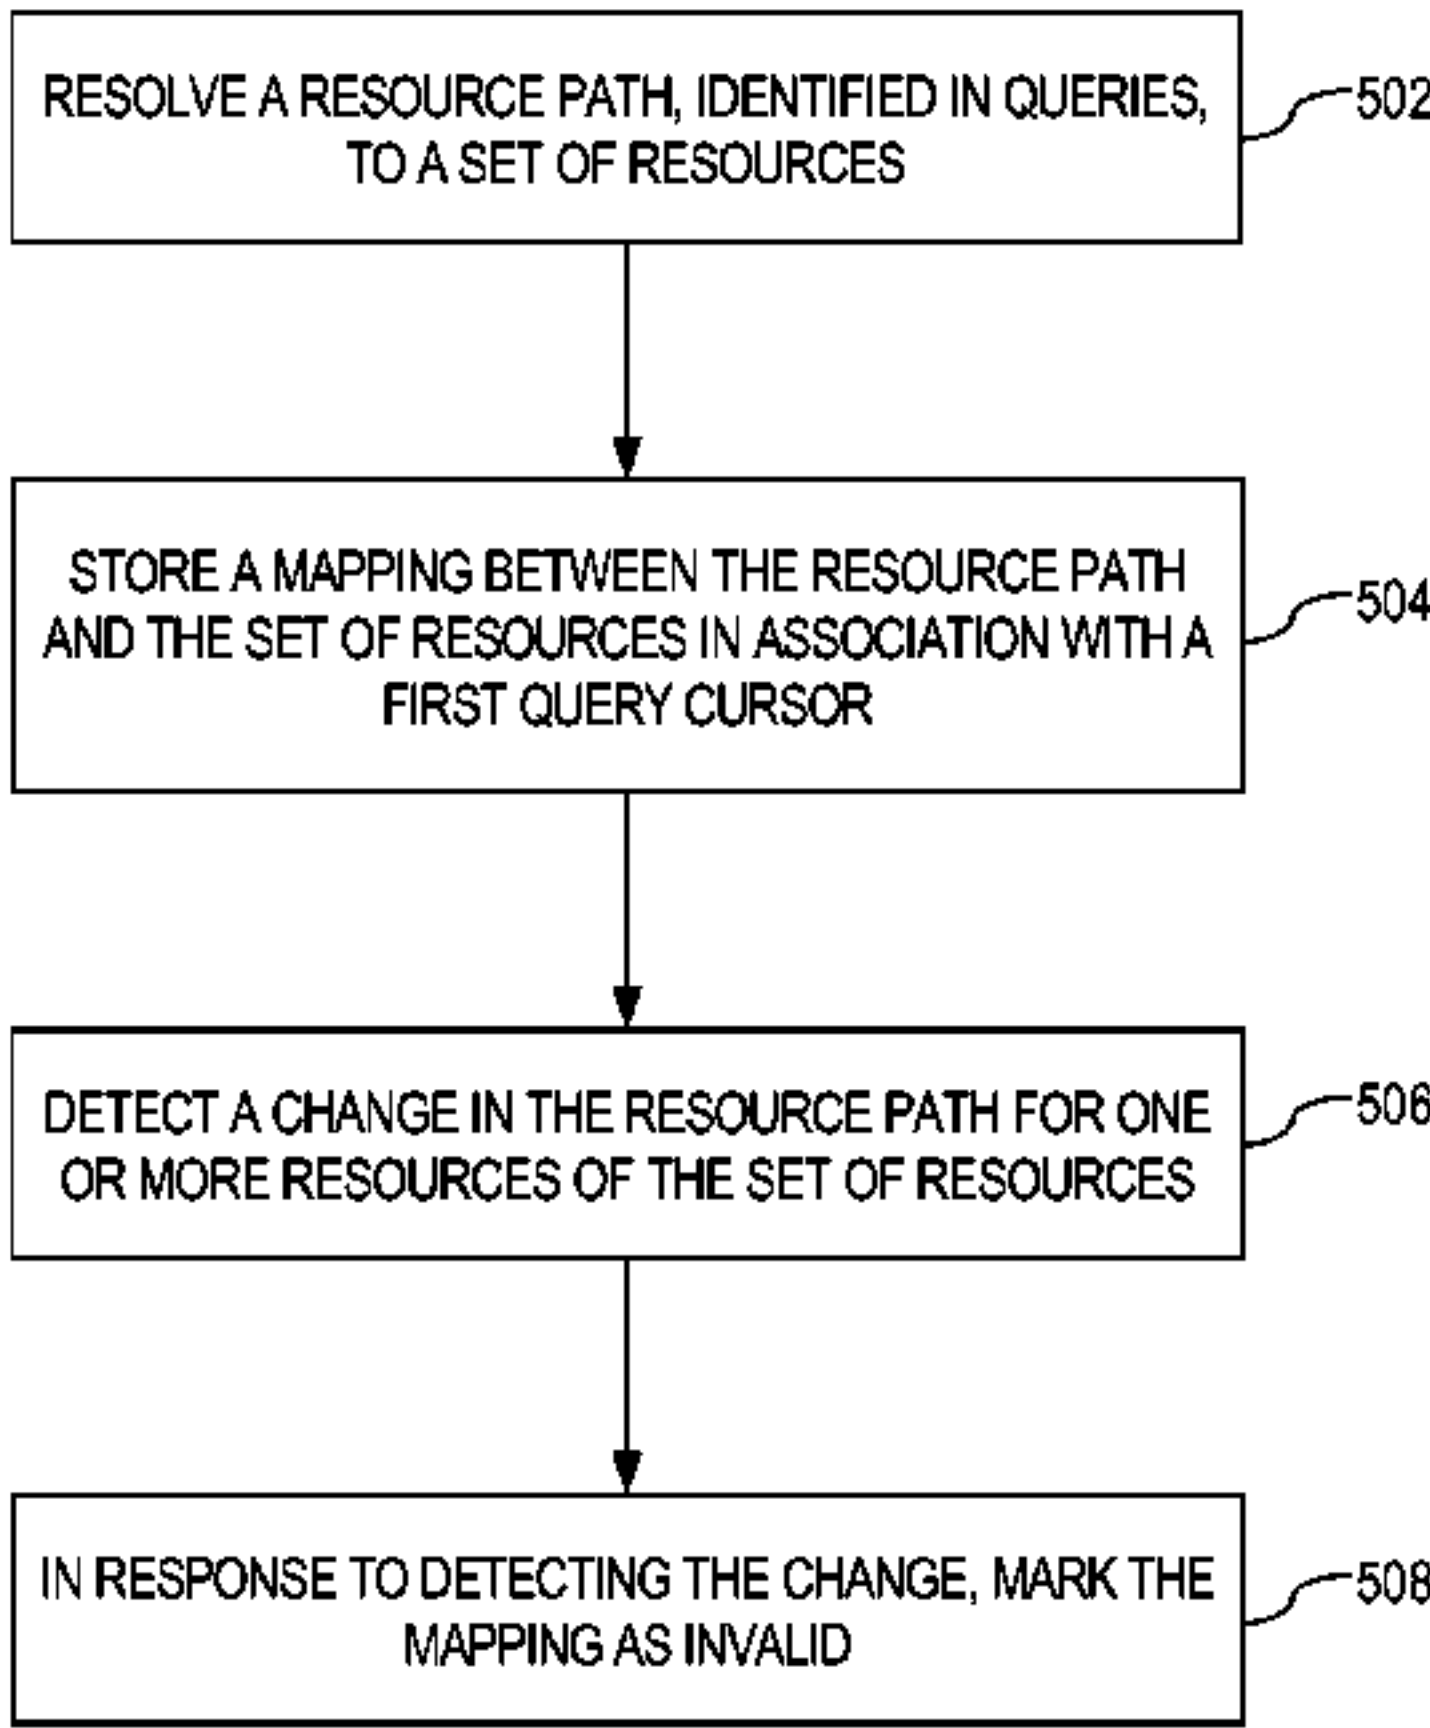 RESOLVE A RESOURCE PATH, IDENTIFIED IN QUERIES,
TO A SET OF RESOURCES
502
STORE A MAPPING BETWEEN THE RESOURCE PATH
AND THE SET OF RESOURCES IN ASSOCIATION WITH A
FIRST QUERY CURSOR
504
DETECT A CHANGE IN THE RESOURCE PATH FOR ONE
OR MORE RESOURCES OF THE SET OF RESOURCES
506
IN RESPONSE TO DETECTING THE CHANGE, MARK THE
MAPPING AS INVALID
508